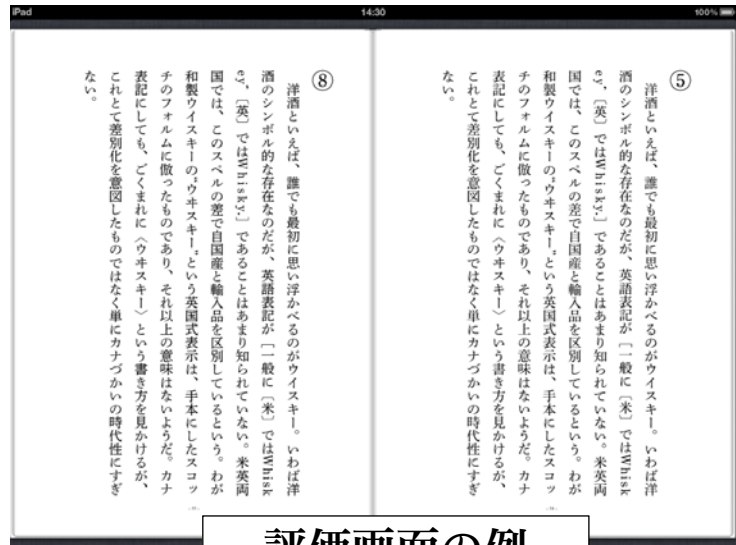 iPad
14:30
100%
⑤
洋酒といえば、誰でも最初に思い浮かべるのがウイスキー。いわば洋
酒のシンボル的な存在なのだが、英語表記が［一般に〔米〕ではWhisk
ey,〔英〕ではWhisky.］であることはあまり知られていない。米英両
国では、このスペルの差で自国産と輸入品を区別しているという。わが
和製ウイスキーの〝ウヰスキー〟という英国式表示は、手本にしたスコッ
チのフォルムに倣ったものであり、それ以上の意味はないようだ。カナ
表記にしても、ごくまれに〈ウヰスキー〉という書き方を見かけるが、
これとて差別化を意図したものではなく単にカナづかいの時代性にすぎ
ない。
⑧
洋酒といえば、誰でも最初に思い浮かべるのがウイスキー。いわば洋
酒のシンボル的な存在なのだが、英語表記が［一般に〔米〕ではWhisk
ey,〔英〕ではWhisky.］であることはあまり知られていない。米英両
国では、このスペルの差で自国産と輸入品を区別しているという。わが
和製ウイスキーの〝ウヰスキー〟という英国式表示は、手本にしたスコッ
チのフォルムに倣ったものであり、それ以上の意味はないようだ。カナ
表記にしても、ごくまれに〈ウヰスキー〉という書き方を見かけるが、
これとて差別化を意図したものではなく単にカナづかいの時代性にすぎ
ない。
評価画面の例